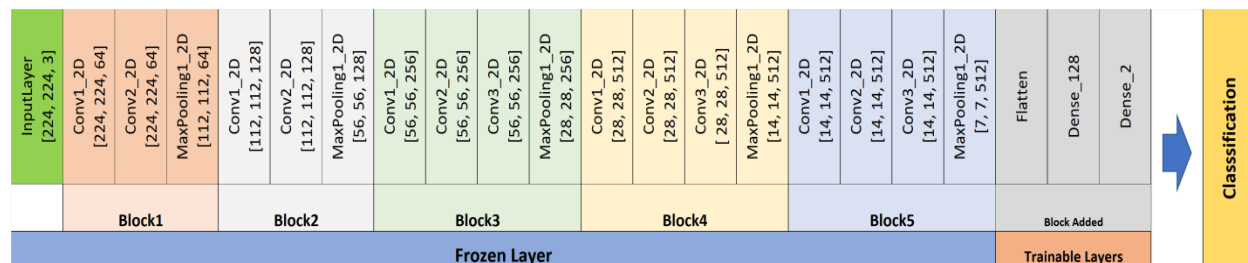 InputLayer
[224, 224, 3]
Conv1_2D
[224, 224, 64]
Conv2_2D
[224, 224, 64]
MaxPooling1_2D
[112, 112, 64]
Conv1_2D
[112, 112, 128]
Conv2_2D
[112, 112, 128]
MaxPooling1_2D
[56, 56, 128]
Conv1_2D
[56, 56, 256]
Conv2_2D
[56, 56, 256]
Conv3_2D
[56, 56, 256]
MaxPooling1_2D
[28, 28, 256]
Conv1_2D
[28, 28, 512]
Conv2_2D
[28, 28, 512]
Conv3_2D
[28, 28, 512]
MaxPooling1_2D
[14, 14, 512]
Conv1_2D
[14, 14, 512]
Conv2_2D
[14, 14, 512]
Conv3_2D
[14, 14, 512]
MaxPooling1_2D
[7, 7, 512]
Flatten
Dense_128
Dense_2
Classsification
Block1
Block2
Block3
Block4
Block5
Block Added
Frozen Layer
Trainable Layers